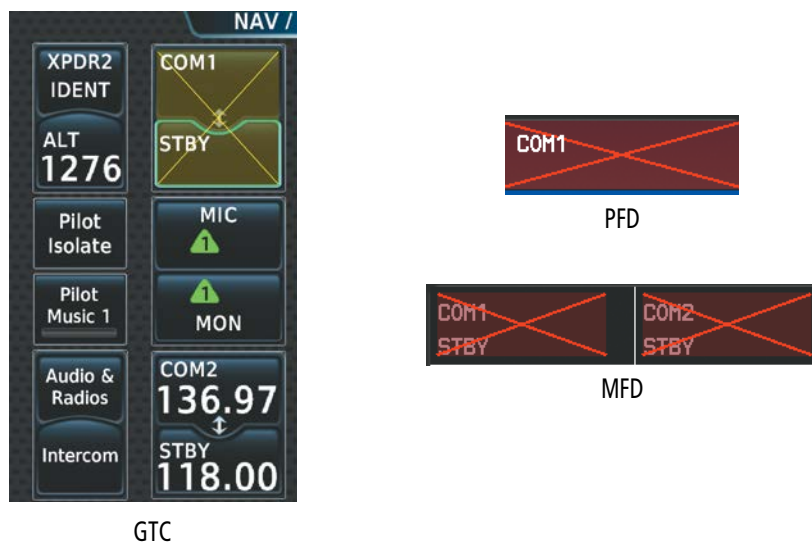 NAV /
XPDR2
IDENT
ALT
1276
COM1
STBY
Pilot
Isolate
MIC
1
Pilot
Music 1
1
MON
Audio &
Radios
Intercom
COM2
136.97
STBY
118.00
GTC
COM1
PFD
COM1
STBY
COM2
STBY
MFD